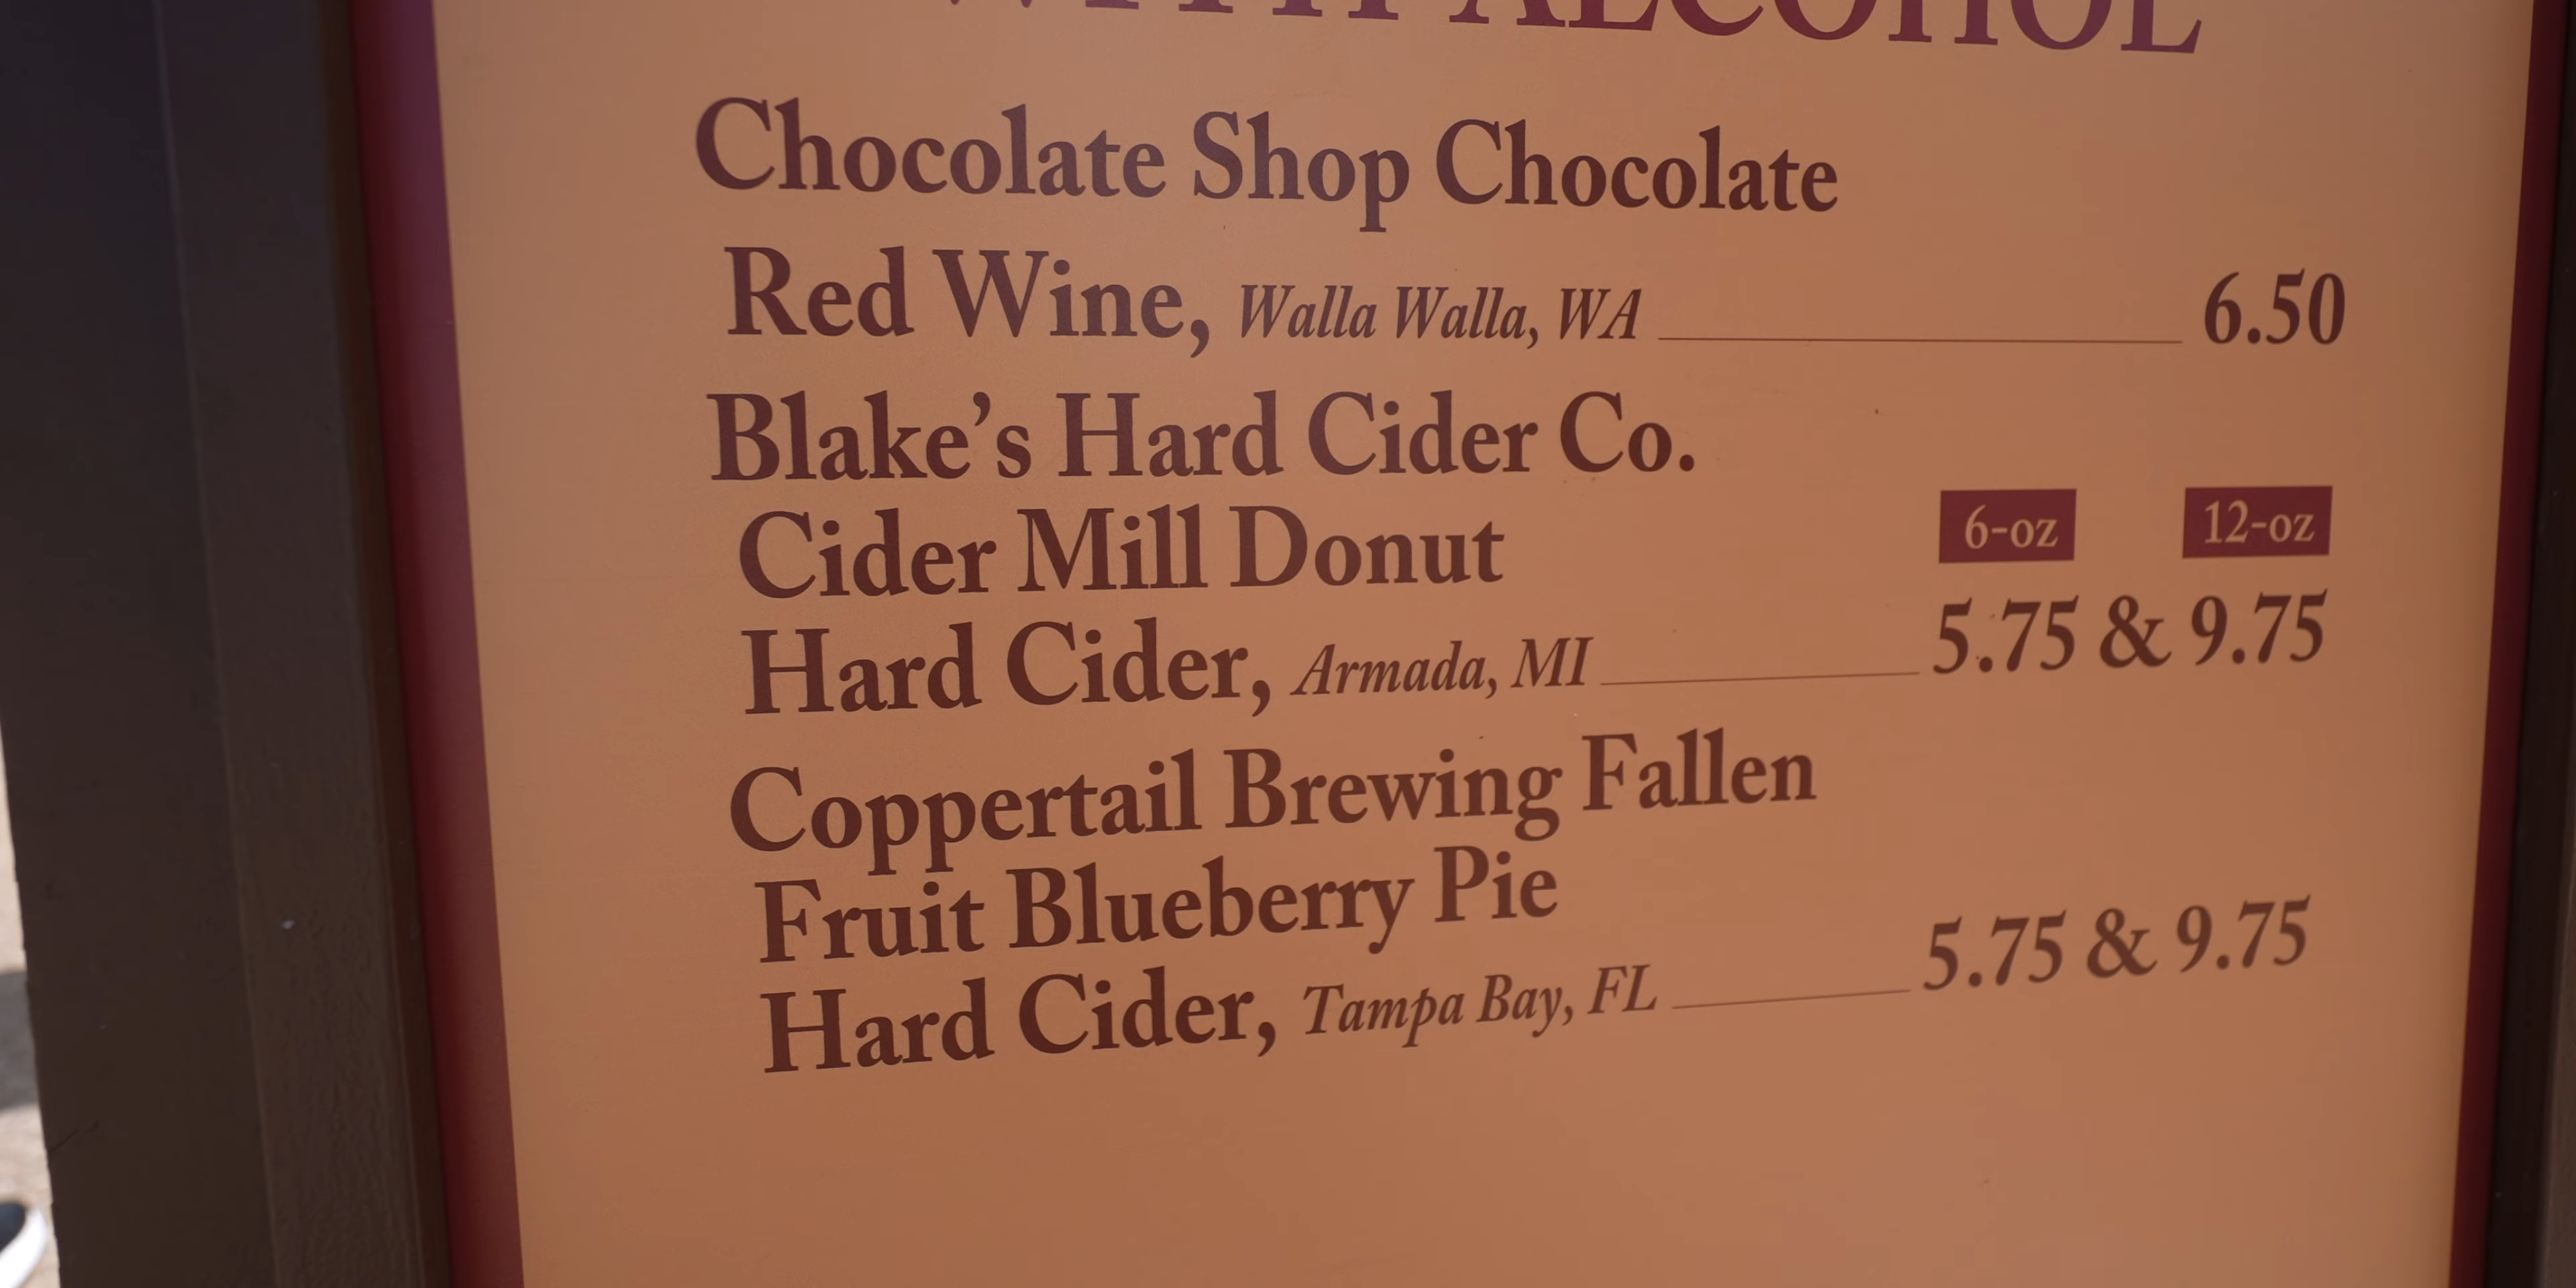 WITH ALCOHOL
Chocolate Shop Chocolate
Red Wine, Walla Walla, WA 6.50
Blake's Hard Cider Co.
Cider Mill Donut 6-oz 12-oz
Hard Cider, Armada, MI 5.75 & 9.75
Coppertail Brewing Fallen
Fruit Blueberry Pie
Hard Cider, Tampa Bay, FL 5.75 & 9.75